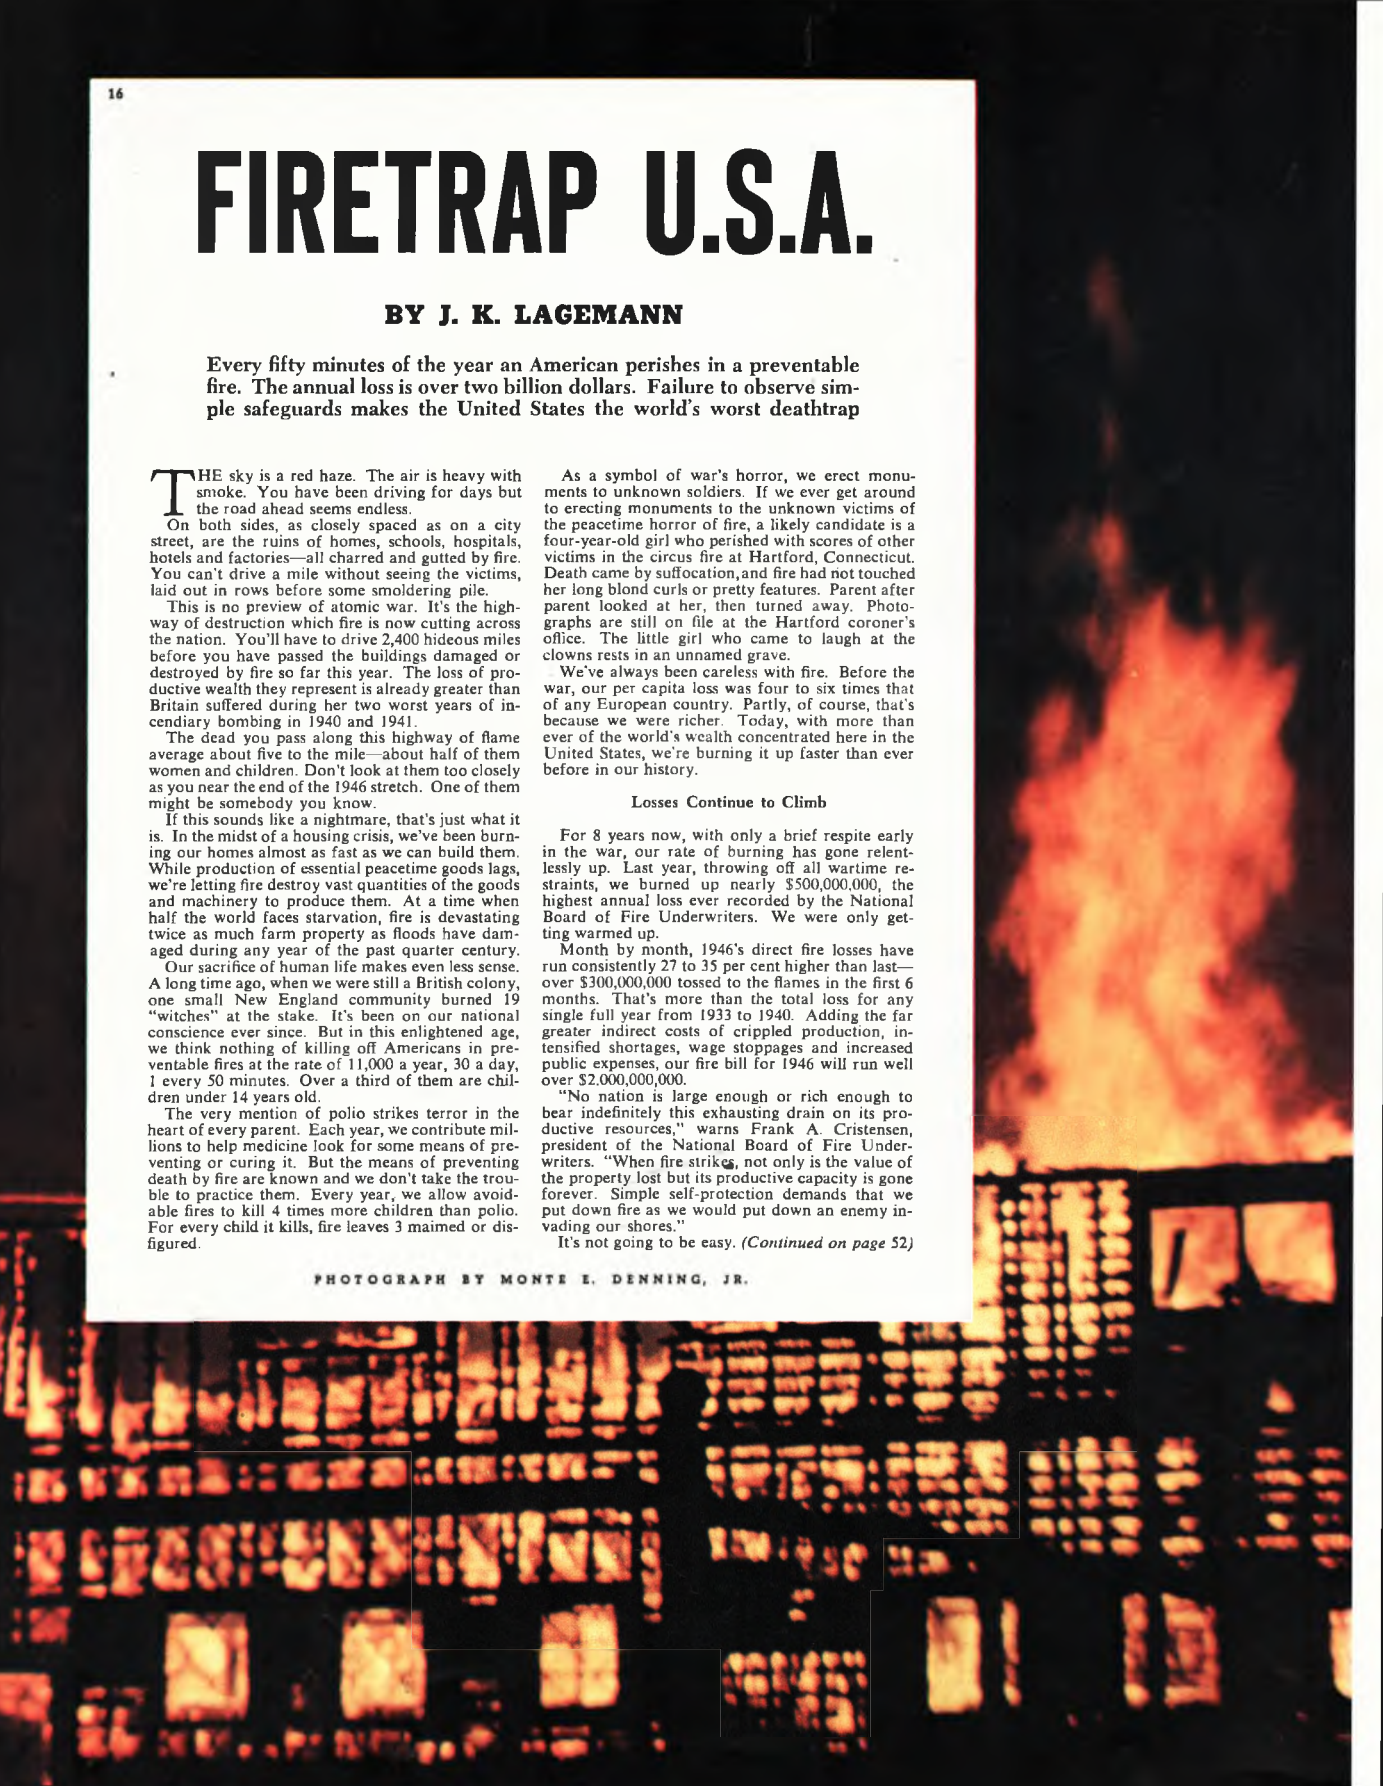 16
FIRETRAP U.S.A.
BY J. K. LAGEMANN
Every fifty minutes of the year an American perishes in a preventable
fire. The annual loss is over two billion dollars. Failure to observe sim-
ple safeguards makes the United States the world's worst deathtrap
THE sky is a red haze. The air is heavy with
smoke. You have been driving for days but
the road ahead seems endless.
On both sides, as closely spaced as on a city
street, are the ruins of homes, schools, hospitals,
hotels and factories—all charred and gutted by fire.
You can't drive a mile without seeing the victims,
laid out in rows before some smoldering pile.
This is no preview of atomic war. It's the high-
way of destruction which fire is now cutting across
the nation. You'll have to drive 2,400 hideous miles
before you have passed the buildings damaged or
destroyed by fire so far this year. The loss of pro-
ductive wealth they represent is already greater than
Britain suffered during her two worst years of in-
cendiary bombing in 1940 and 1941.
The dead you pass along this highway of flame
average about five to the mile—about half of them
women and children. Don't look at them too closely
as you near the end of the 1946 stretch. One of them
might be somebody you know.
If this sounds like a nightmare, that's just what it
is. In the midst of a housing crisis, we've been burn-
ing our homes almost as fast as we can build them.
While production of essential peacetime goods lags,
we're letting fire destroy vast quantities of the goods
and machinery to produce them. At a time when
half the world faces starvation, fire is devastating
twice as much farm property as floods have dam-
aged during any year of the past quarter century.
Our sacrifice of human life makes even less sense.
A long time ago, when we were still a British colony,
one small New England community burned 19
"witches" at the stake. It's been on our national
conscience ever since. But in this enlightened age,
we think nothing of killing off Americans in pre-
ventable fires at the rate of 11,000 a year, 30 a day,
1 every 50 minutes. Over a third of them are chil-
dren under 14 years old.
The very mention of polio strikes terror in the
heart of every parent. Each year, we contribute mil-
lions to help medicine look for some means of pre-
venting or curing it. But the means of preventing
death by fire are known and we don't take the trou-
ble to practice them. Every year, we allow avoid-
able fires to kill 4 times more children than polio.
For every child it kills, fire leaves 3 maimed or dis-
figured.
As a symbol of war's horror, we erect monu-
ments to unknown soldiers. If we ever get around
to erecting monuments to the unknown victims of
the peacetime horror of fire, a likely candidate is a
four-year-old girl who perished with scores of other
victims in the circus fire at Hartford, Connecticut.
Death came by suffocation, and fire had not touched
her long blond curls or pretty features. Parent after
parent looked at her, then turned away. Photo-
graphs are still on file at the Hartford coroner's
office. The little girl who came to laugh at the
clowns rests in an unnamed grave.
We've always been careless with fire. Before the
war, our per capita loss was four to six times that
of any European country. Partly, of course, that's
because we were richer. Today, with more than
ever of the world's wealth concentrated here in the
United States, we're burning it up faster than ever
before in our history.
Losses Continue to Climb
For 8 years now, with only a brief respite early
in the war, our rate of burning has gone relent-
lessly up. Last year, throwing off all wartime re-
straints, we burned up nearly $500,000,000, the
highest annual loss ever recorded by the National
Board of Fire Underwriters. We were only get-
ting warmed up.
Month by month, 1946's direct fire losses have
run consistently 27 to 35 per cent higher than last—
over $300,000,000 tossed to the flames in the first 6
months. That's more than the total loss for any
single full year from 1933 to 1940. Adding the far
greater indirect costs of crippled production, in-
tensified shortages, wage stoppages and increased
public expenses, our fire bill for 1946 will run well
over $2,000,000,000.
"No nation is large enough or rich enough to
bear indefinitely this exhausting drain on its pro-
ductive resources," warns Frank A. Cristensen,
president of the National Board of Fire Under-
writers. "When fire strikes, not only is the value of
the property lost but its productive capacity is gone
forever. Simple self-protection demands that we
put down fire as we would put down an enemy in-
vading our shores."
It's not going to be easy. (Continued on page 52)
PHOTOGRAPH BY MONTE E. DENNING, JR.